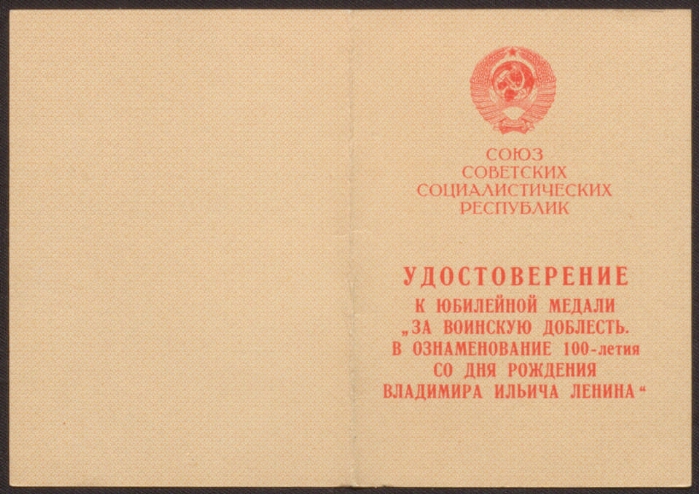 СОЮЗ
СОВЕТСКИХ
СОЦИАЛИСТИЧЕСКИХ
РЕСПУБЛИК
УДОСТОВЕРЕНИЕ
К ЮБИЛЕЙНОЙ МЕДАЛИ
„ЗА ВОИНСКУЮ ДОБЛЕСТЬ.
В ОЗНАМЕНОВАНИЕ 100-летия
СО ДНЯ РОЖДЕНИЯ
ВЛАДИМИРА ИЛЬИЧА ЛЕНИНА“